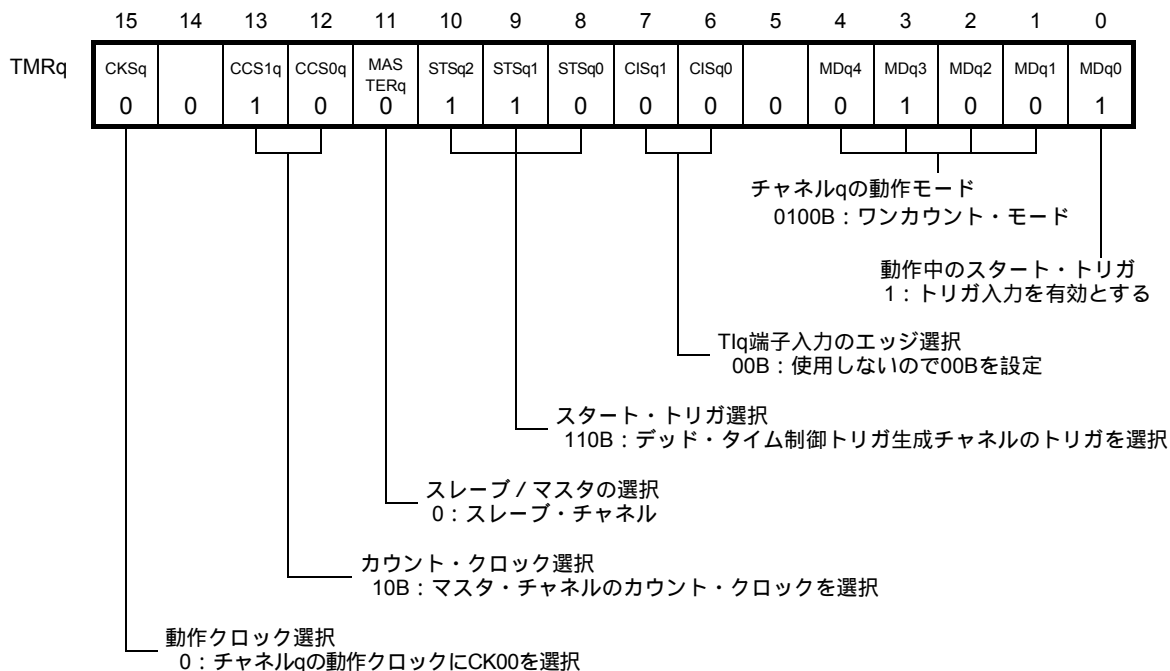 15 14 13 12 11 10 9 8 7 6 5 4 3 2 1 0
TMRq CKSq CCS1q CCS0q MAS TERq STSq2 STSq1 STSq0 CISq1 CISq0 MDq4 MDq3 MDq2 MDq1 MDq0
0 0 1 0 0 1 1 0 0 0 0 0 1 0 0 1
チャネルqの動作モード
0100B:ワンカウント・モード
動作中のスタート・トリガ
1:トリガ入力を有効とする
TIq端子入力のエッジ選択
00B:使用しないので00Bを設定
スタート・トリガ選択
110B:デッド・タイム制御トリガ生成チャネルのトリガを選択
スレーブ/マスタの選択
0:スレーブ・チャネル
カウント・クロック選択
10B:マスタ・チャネルのカウント・クロックを選択
動作クロック選択
0:チャネルqの動作クロックにCK00を選択